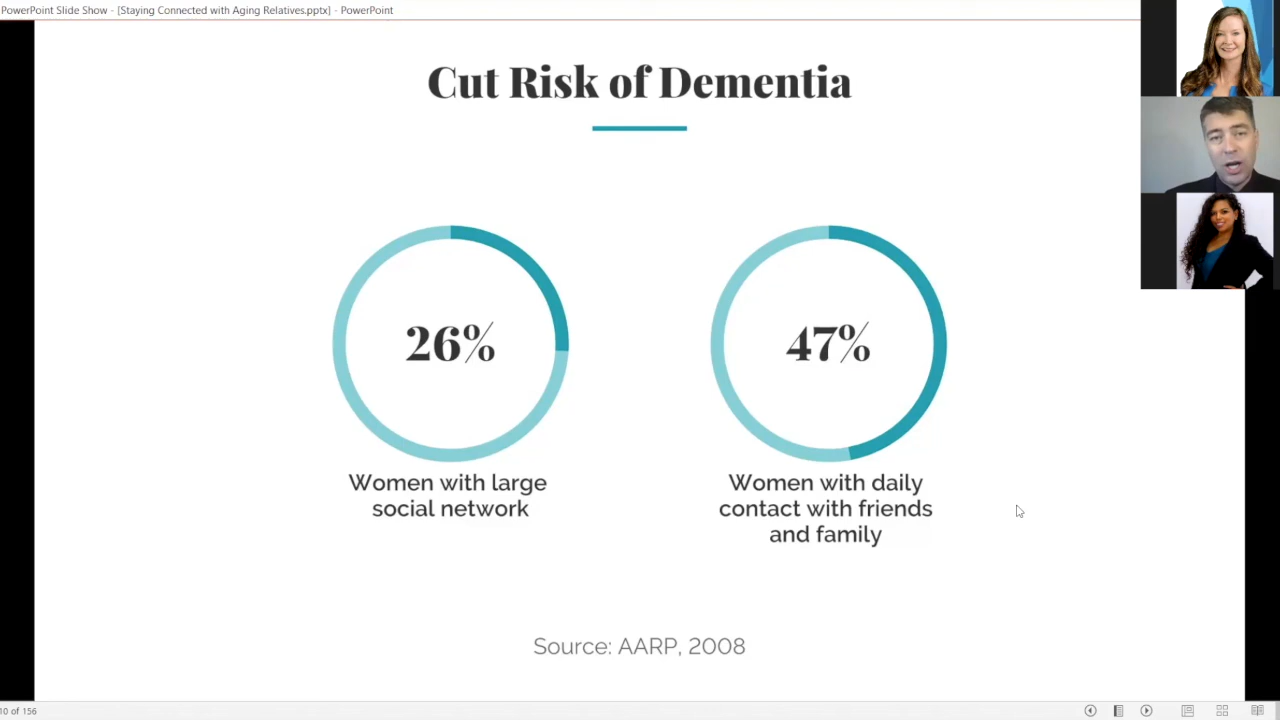 PowerPoint Slide Show - [Staying Connected with Aging Relatives.pptx] - PowerPoint
Cut Risk of Dementia
26%
47%
Women with large
social network
Women with daily
contact with friends
and family
Source: AARP, 2008
10 of 156